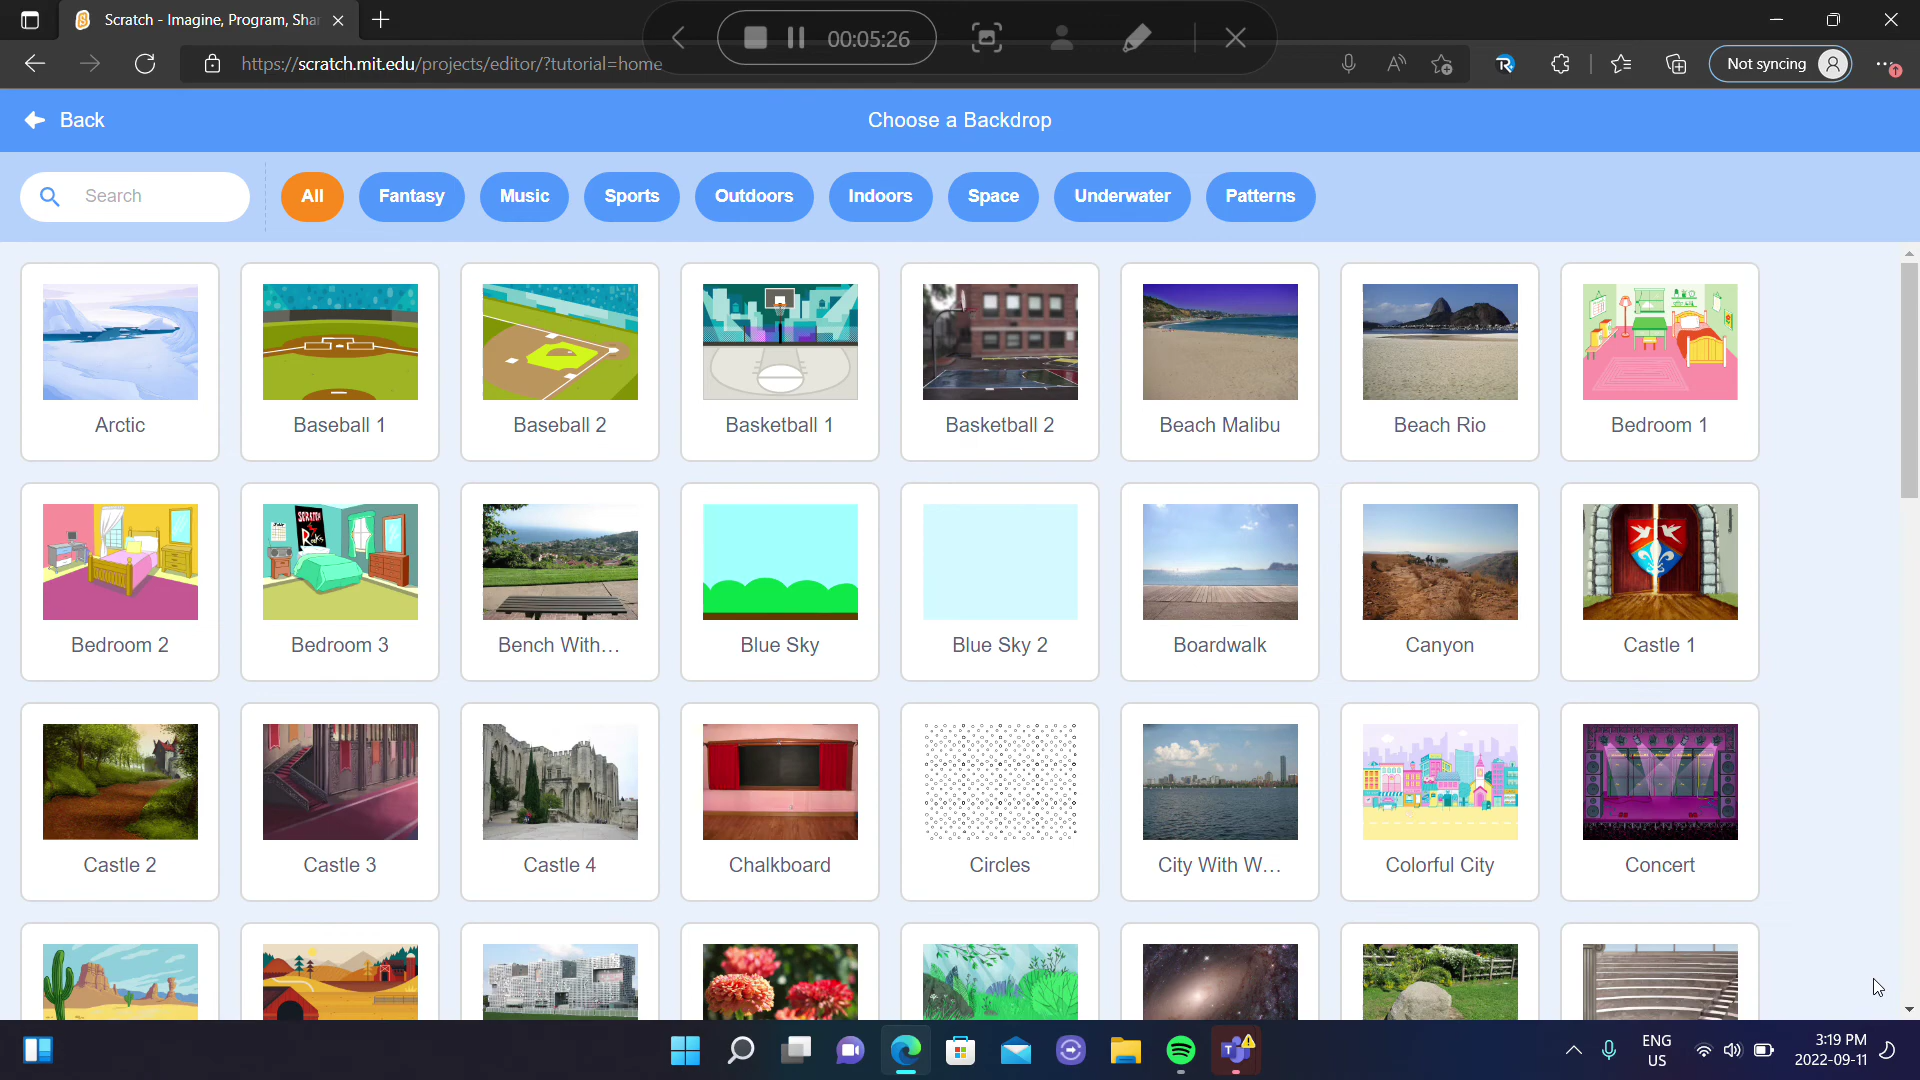 Scratch - Imagine, Program, Shar
00:05:26
https://scratch.mit.edu/projects/editor/?tutorial=home
Not syncing
Back
Choose a Backdrop
Search
All
Fantasy
Music
Sports
Outdoors
Indoors
Space
Underwater
Patterns
Arctic
Baseball 1
Baseball 2
Basketball 1
Basketball 2
Beach Malibu
Beach Rio
Bedroom 1
SCRATCH
Rocks
Bedroom 2
Bedroom 3
Bench With...
Blue Sky
Blue Sky 2
Boardwalk
Canyon
Castle 1
Castle 2
Castle 3
Castle 4
Chalkboard
Circles
City With W...
Colorful City
Concert
ENG
US
3:19 PM
2022-09-11